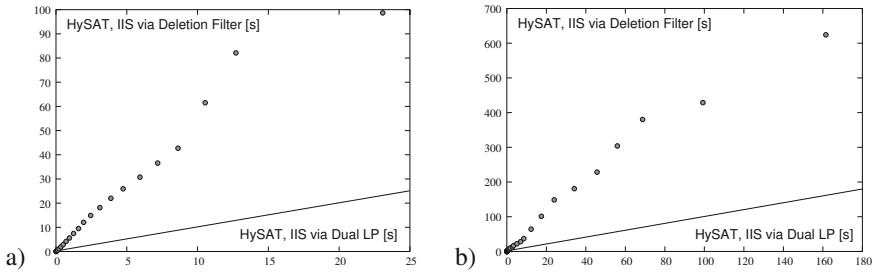 100
90
80
70
60
50
40
30
20
10
0
HySAT, IIS via Deletion Filter [s]
HySAT, IIS via Dual LP [s]
0 5 10 15 20 25
a)
700
600
500
400
300
200
100
0
HySAT, IIS via Deletion Filter [s]
HySAT, IIS via Dual LP [s]
0 20 40 60 80 100 120 140 160 180
b)